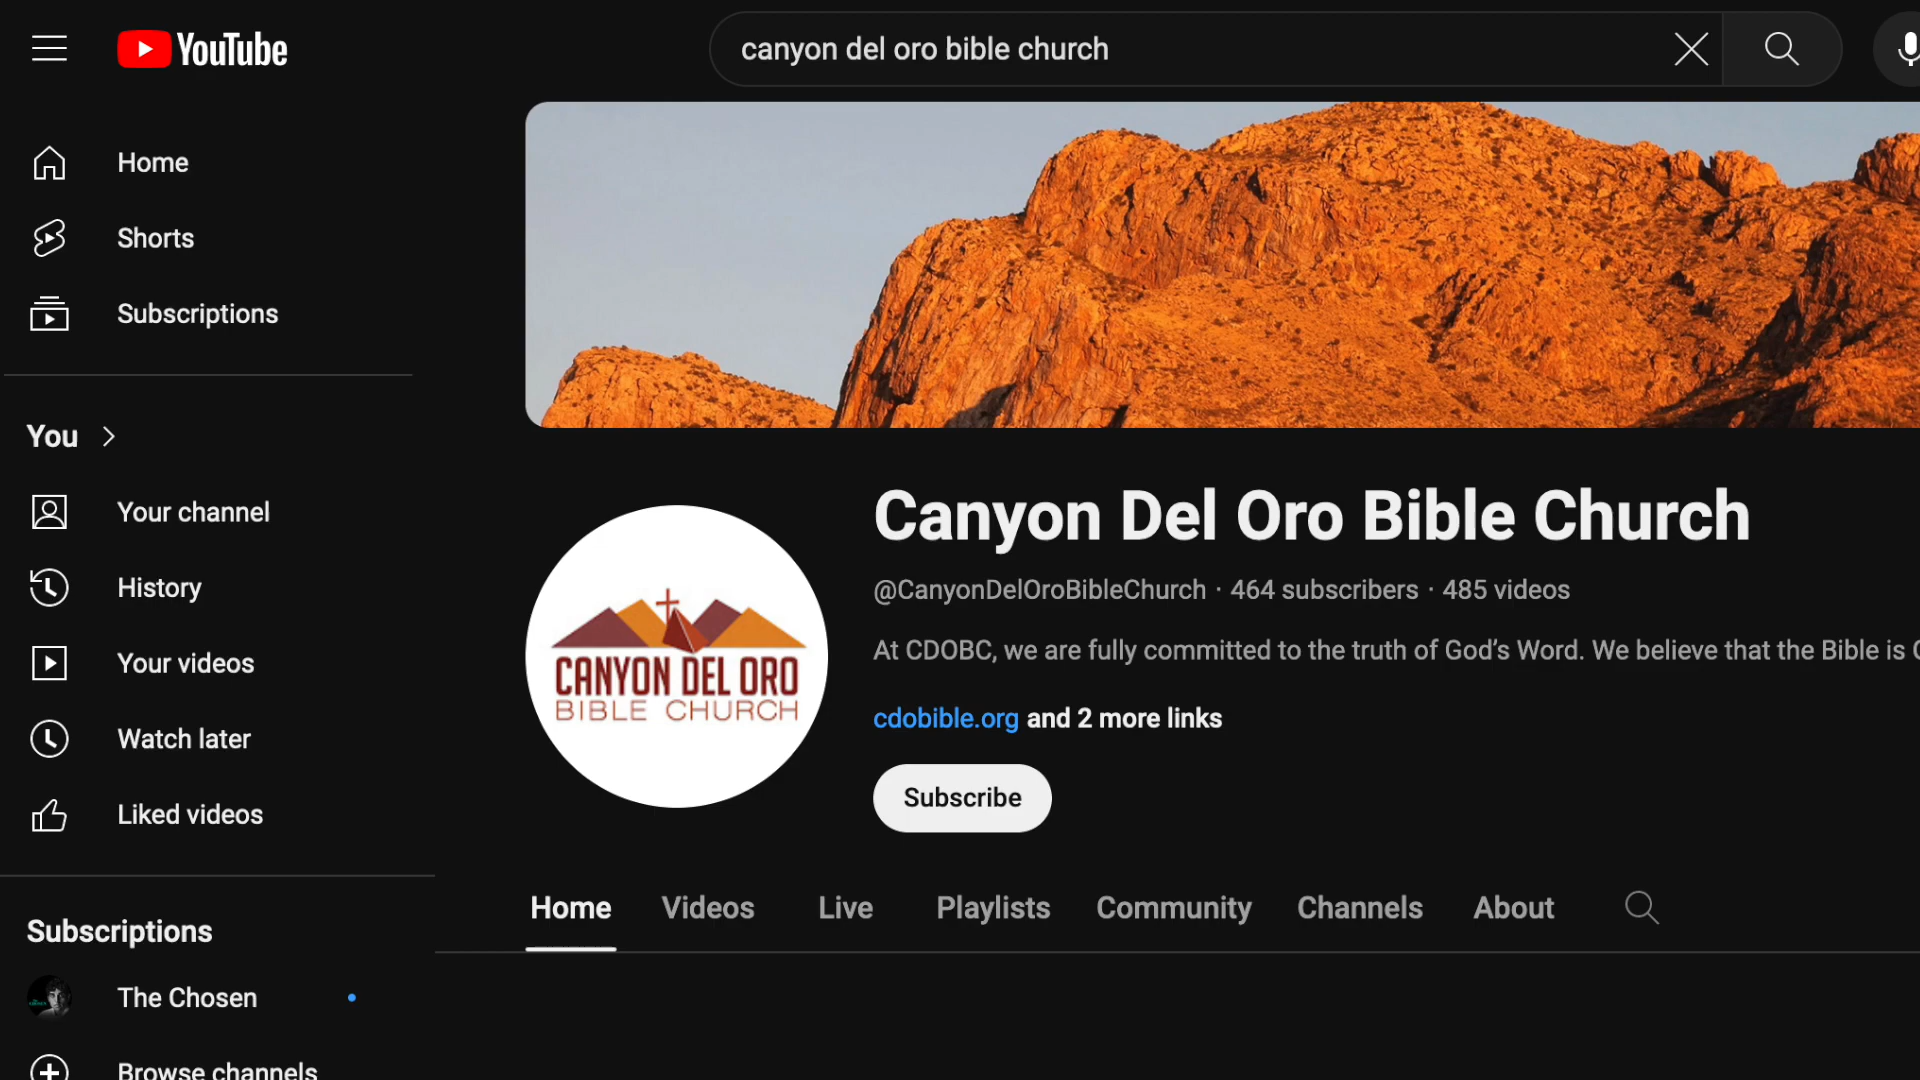 YouTube
canyon del oro bible church
Home
Shorts
Subscriptions
You
Your channel
History
Your videos
Watch later
Liked videos
Subscriptions
The Chosen
Browse channels
CANYON DEL ORO
BIBLE CHURCH
Canyon Del Oro Bible Church
@CanyonDelOroBibleChurch · 464 subscribers · 485 videos
At CDOBC, we are fully committed to the truth of God’s Word. We believe that the Bible is
cdobible.org and 2 more links
Subscribe
Home Videos Live Playlists Community Channels About